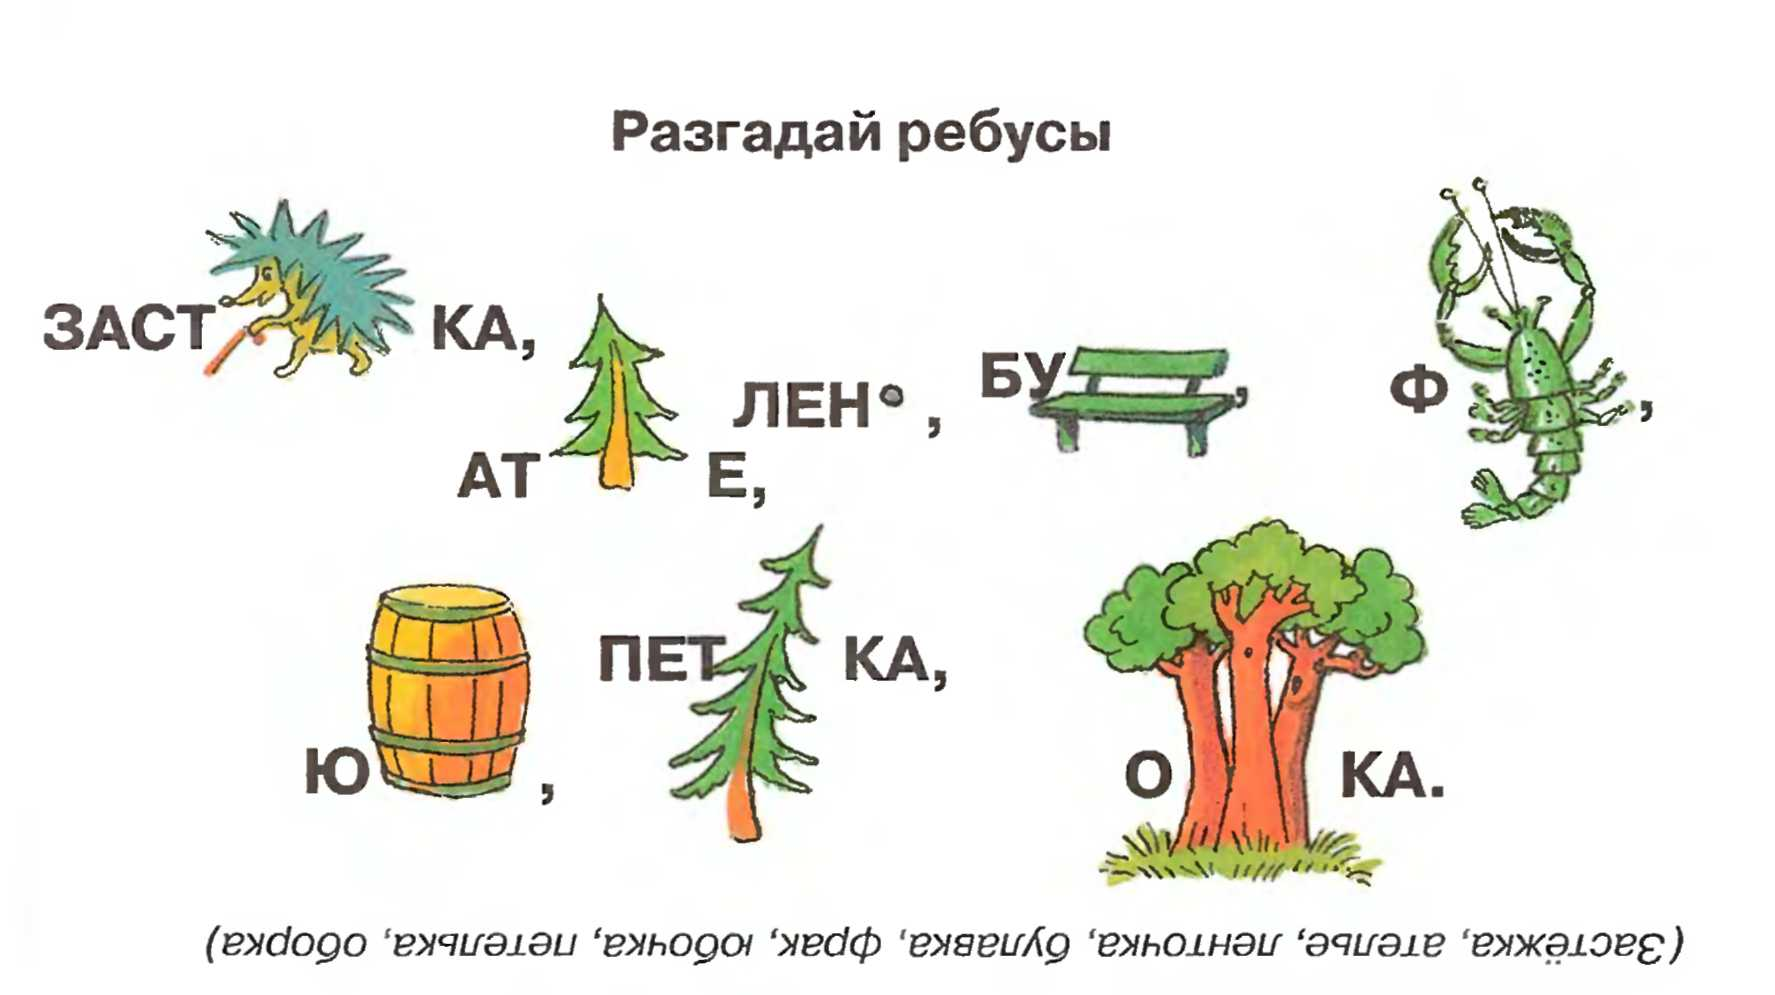 Разгадай ребусы
ЗАСТ КА,
АТ Е,
ЛЕН ,
БУ ,
Ф ,
Ю ,
ПЕТ КА,
О КА.
(Застёжка, ателье, ленточка, булавка, фрак, юбочка, петелька, оборка)